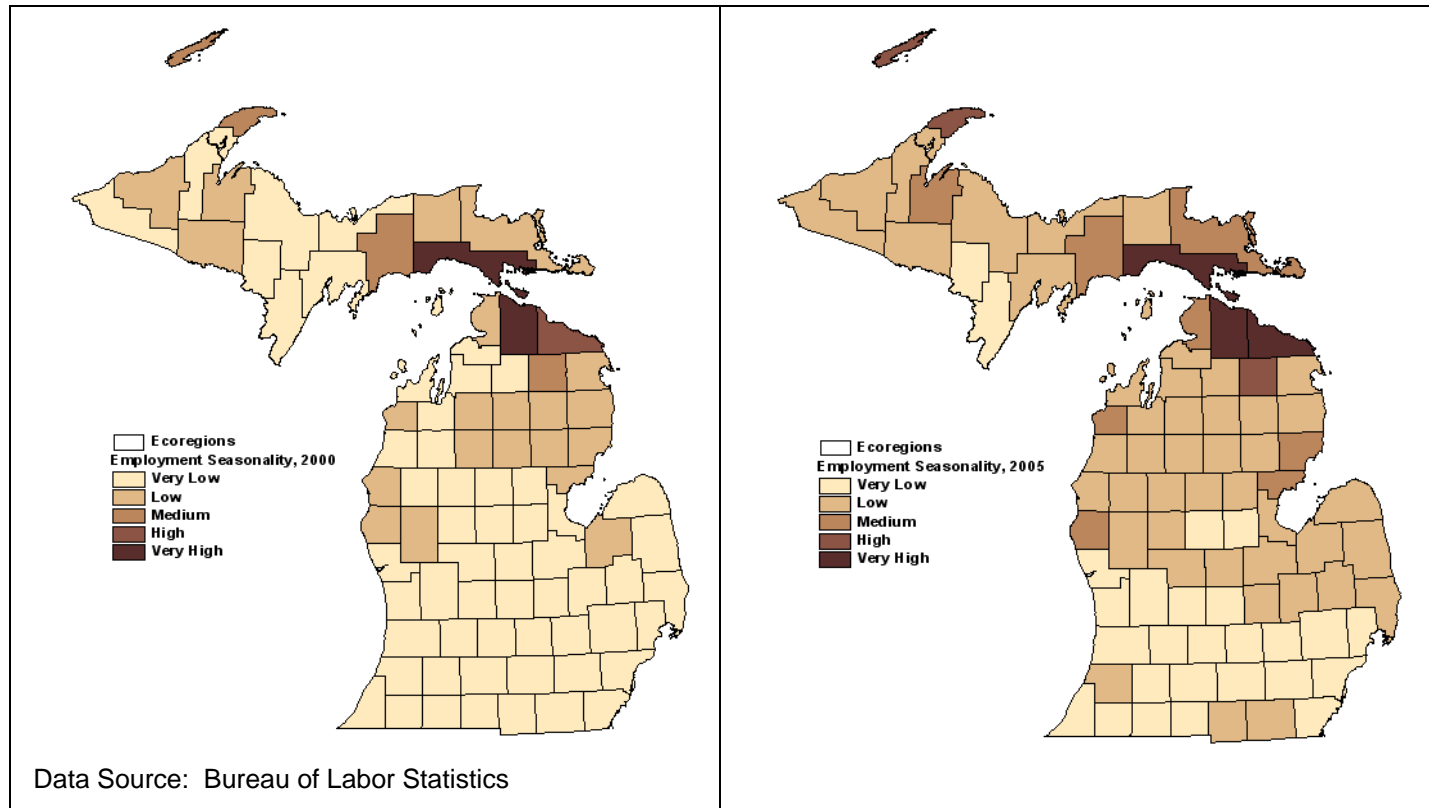 Ecoregions
Employment Seasonality, 2000
Very Low
Low
Medium
High
Very High
Data Source: Bureau of Labor Statistics
Ecoregions
Employment Seasonality, 2005
Very Low
Low
Medium
High
Very High